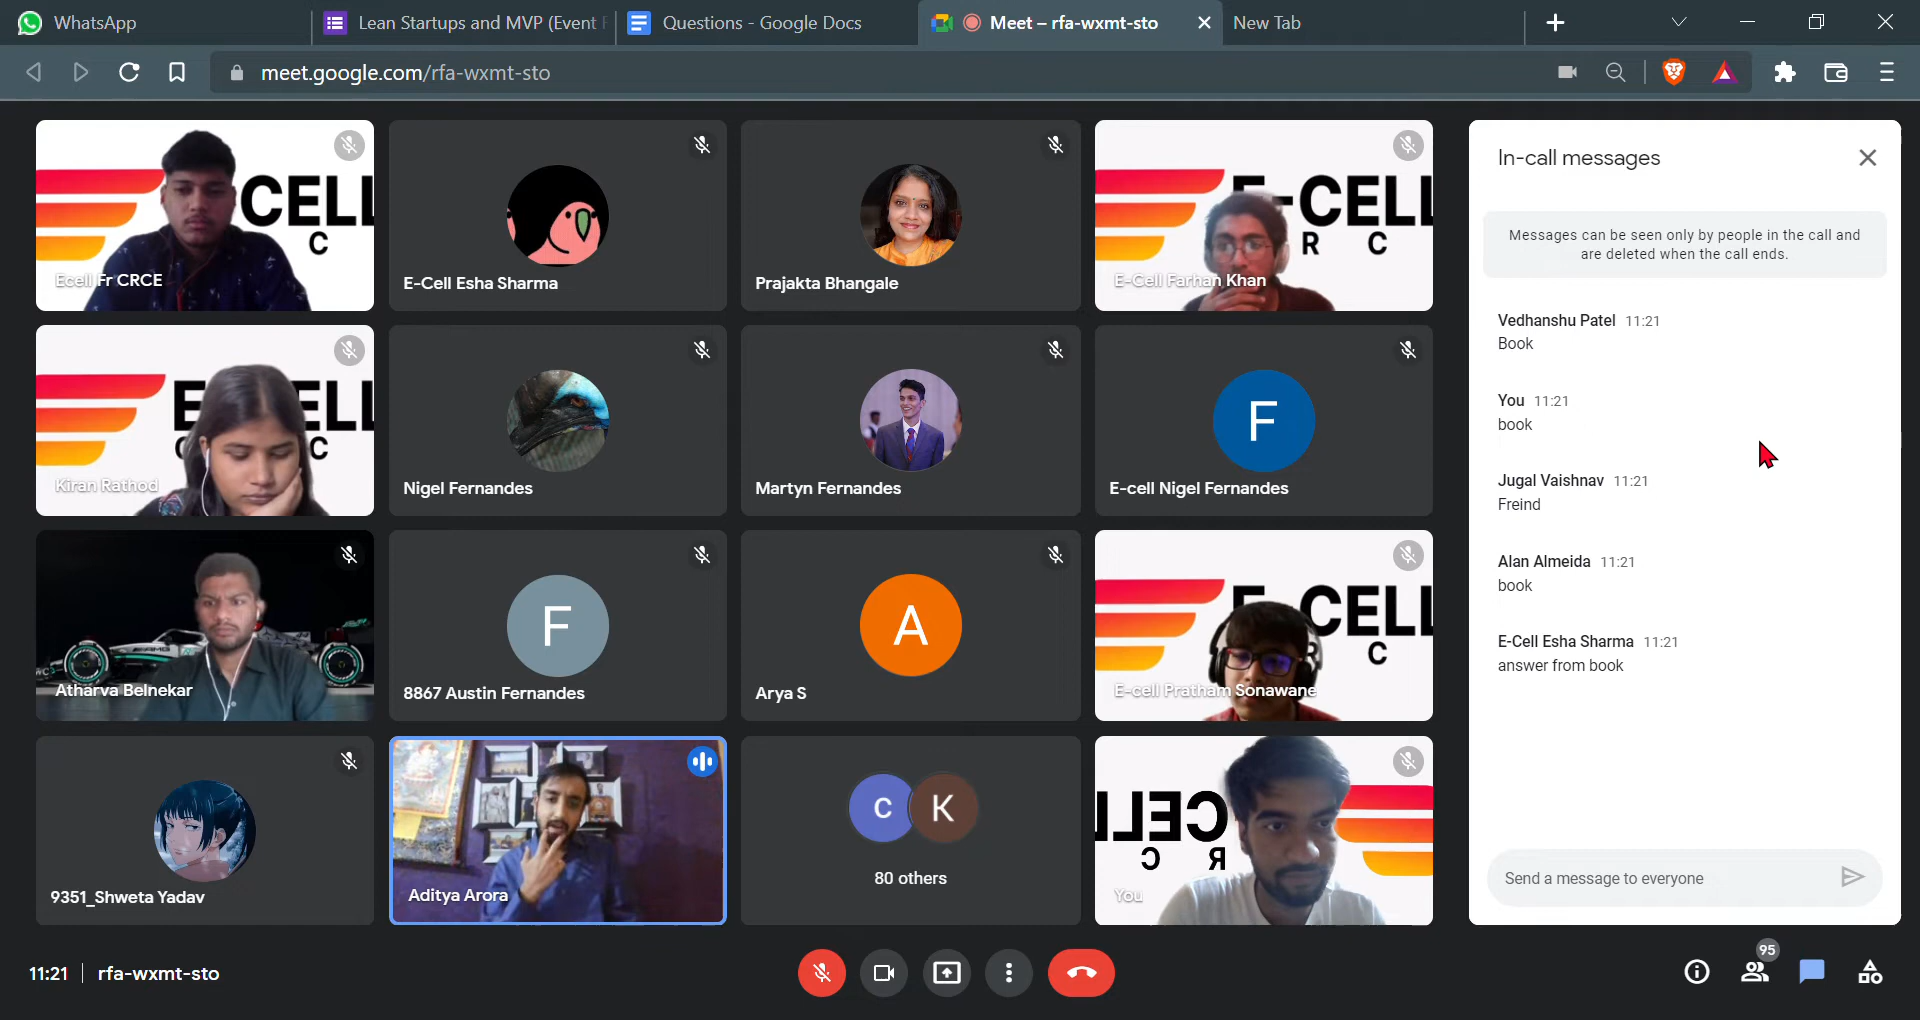 WhatsApp
Lean Startups and MVP (Event F
Questions - Google Docs
Meet – rfa-wxmt-sto
New Tab
meet.google.com/rfa-wxmt-sto
CELL
C
Ecell Fr CRCE
E-Cell Esha Sharma
Prajakta Bhangale
E-CELL
R C
E-Cell Farhan Khan
In-call messages
Messages can be seen only by people in the call and
are deleted when the call ends.
Vedhanshu Patel 11:21
Book
You 11:21
book
Jugal Vaishnav 11:21
Freind
Alan Almeida 11:21
book
E-Cell Esha Sharma 11:21
answer from book
Send a message to everyone
E
ELL
C
C
Kiran Rathod
Nigel Fernandes
Martyn Fernandes
F
E-cell Nigel Fernandes
Atharva Belnekar
F
8867 Austin Fernandes
A
Arya S
CELL
C
E-cell Pratham Sonawane
9351_Shweta Yadav
Aditya Arora
C K
80 others
CELL
R C
You
11:21 rfa-wxmt-sto
95